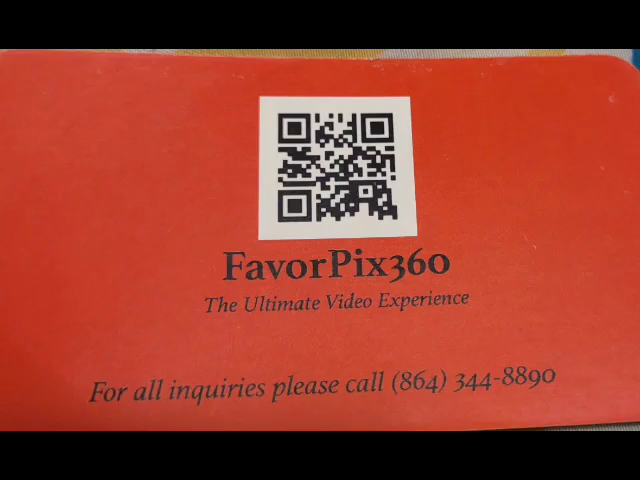 FavorPix360
The Ultimate Video Experience
For all inquiries please call (864) 344-8890